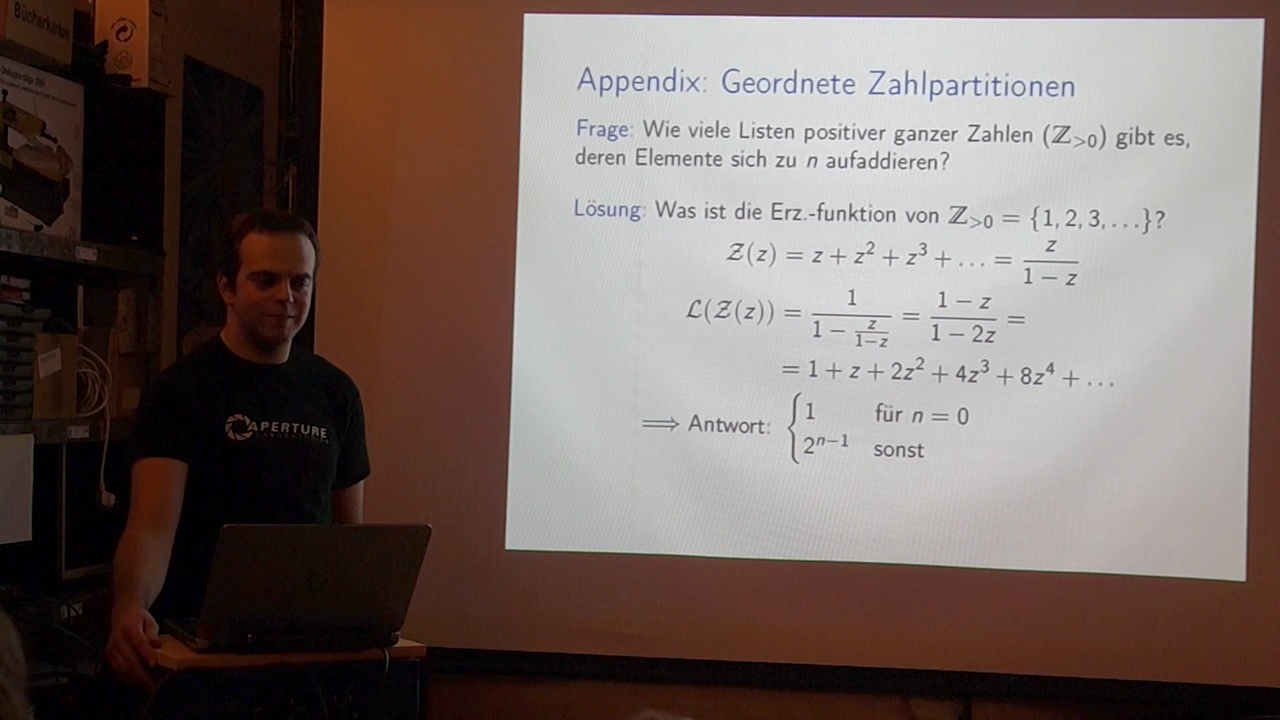 Bücherkarton
Appendix: Geordnete Zahlpartitionen
Frage: Wie viele Listen positiver ganzer Zahlen (ℤ>0) gibt es,
deren Elemente sich zu n aufaddieren?
Lösung: Was ist die Erz.-funktion von ℤ>0 = {1, 2, 3, …}?
𝒵(z) = z + z² + z³ + … = z/(1 − z)
ℒ(𝒵(z)) = 1/(1 − z/(1−z)) = (1 − z)/(1 − 2z) =
= 1 + z + 2z² + 4z³ + 8z⁴ + …
⟹ Antwort: { 1 für n = 0
2ⁿ⁻¹ sonst
APERTURE
LABORATORIES